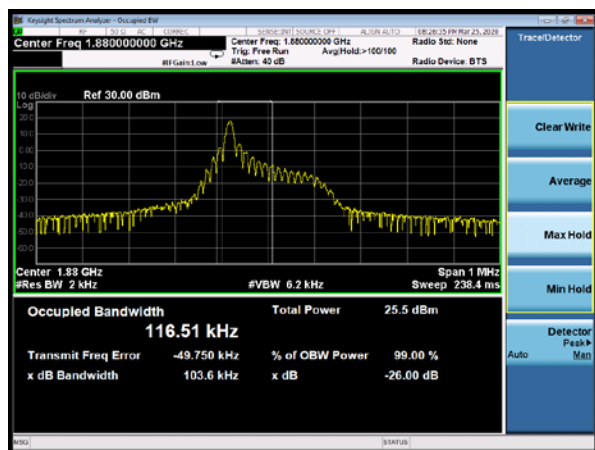 Keysight Spectrum Analyzer - Occupied BW
RF 50 Ω AC CORREC SENSE:INT SOURCE OFF ALIGN AUTO 08:26:35 PM Mar 25, 2020
Center Freq 1.880000000 GHz Center Freq: 1.880000000 GHz Radio Std: None
Trig: Free Run Avg|Hold:>100/100
#IFGain:Low #Atten: 40 dB Radio Device: BTS
Trace/Detector
10 dB/div Ref 30.00 dBm
Log
20.0
10.0
0.00
-10.0
-20.0
-30.0
-40.0
-50.0
-60.0
Center 1.88 GHz Span 1 MHz
#Res BW 2 kHz #VBW 6.2 kHz Sweep 238.4 ms
Occupied Bandwidth Total Power 25.5 dBm
116.51 kHz
Transmit Freq Error -49.750 kHz % of OBW Power 99.00 %
x dB Bandwidth 103.6 kHz x dB -26.00 dB
Clear Write
Average
Max Hold
Min Hold
Detector
Peak▶
Auto Man
MSG STATUS